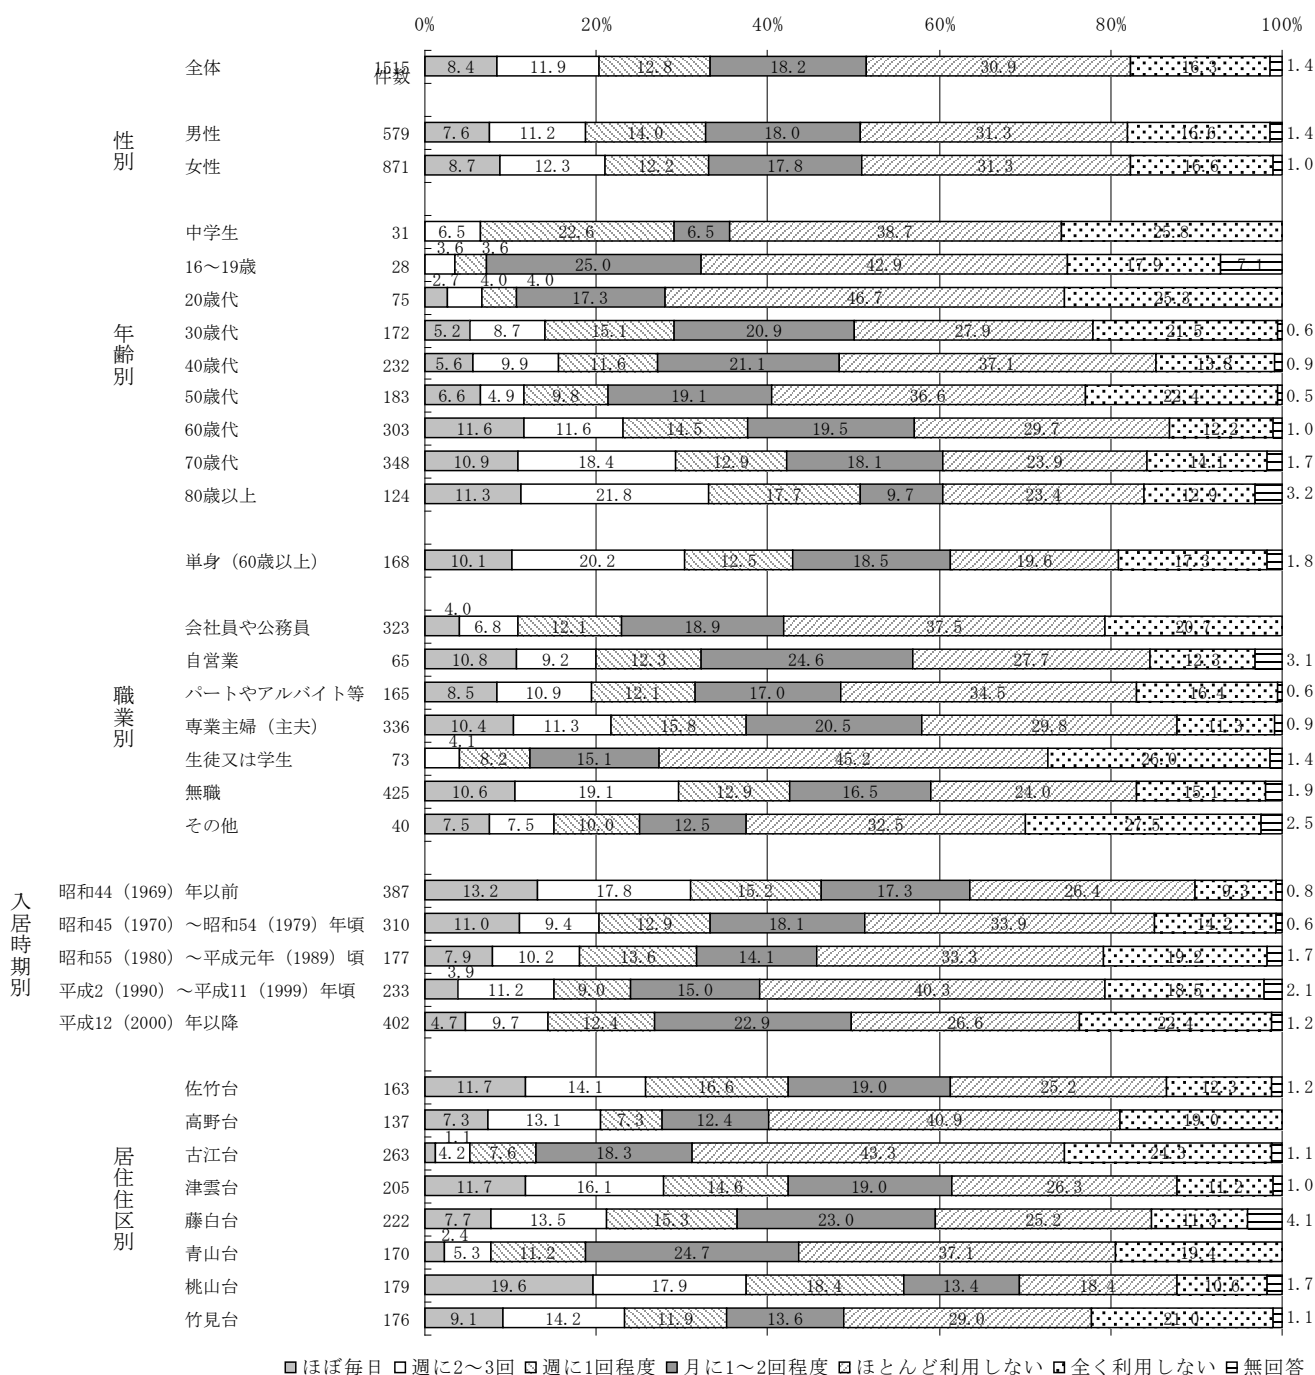 0% 20% 40% 60% 80% 100%
件数
全体 1515 8.4 11.9 12.8 18.2 30.9 16.3 1.4
性別
男性 579 7.6 11.2 14.0 18.0 31.3 16.6 1.4
女性 871 8.7 12.3 12.2 17.8 31.3 16.6 1.0
年齢別
中学生 31 6.5 22.6 6.5 38.7 25.8
16～19歳 28 3.6 3.6 25.0 42.9 17.9 7.1
20歳代 75 2.7 4.0 4.0 17.3 46.7 25.3
30歳代 172 5.2 8.7 15.1 20.9 27.9 21.5 0.6
40歳代 232 5.6 9.9 11.6 21.1 37.1 13.8 0.9
50歳代 183 6.6 4.9 9.8 19.1 36.6 22.4 0.5
60歳代 303 11.6 11.6 14.5 19.5 29.7 12.2 1.0
70歳代 348 10.9 18.4 12.9 18.1 23.9 14.1 1.7
80歳以上 124 11.3 21.8 17.7 9.7 23.4 12.9 3.2
単身（60歳以上） 168 10.1 20.2 12.5 18.5 19.6 17.3 1.8
職業別
会社員や公務員 323 4.0 6.8 12.1 18.9 37.5 20.7
自営業 65 10.8 9.2 12.3 24.6 27.7 12.3 3.1
パートやアルバイト等 165 8.5 10.9 12.1 17.0 34.5 16.4 0.6
専業主婦（主夫） 336 10.4 11.3 15.8 20.5 29.8 11.3 0.9
生徒又は学生 73 4.1 8.2 15.1 45.2 26.0 1.4
無職 425 10.6 19.1 12.9 16.5 24.0 15.1 1.9
その他 40 7.5 7.5 10.0 12.5 32.5 27.5 2.5
入居時期別
昭和44（1969）年以前 387 13.2 17.8 15.2 17.3 26.4 9.3 0.8
昭和45（1970）～昭和54（1979）年頃 310 11.0 9.4 12.9 18.1 33.9 14.2 0.6
昭和55（1980）～平成元年（1989）頃 177 7.9 10.2 13.6 14.1 33.3 19.2 1.7
平成2（1990）～平成11（1999）年頃 233 3.9 11.2 9.0 15.0 40.3 18.5 2.1
平成12（2000）年以降 402 4.7 9.7 12.4 22.9 26.6 22.4 1.2
居住住区別
佐竹台 163 11.7 14.1 16.6 19.0 25.2 12.3 1.2
高野台 137 7.3 13.1 7.3 12.4 40.9 19.0
古江台 263 1.1 4.2 7.6 18.3 43.3 24.3 1.1
津雲台 205 11.7 16.1 14.6 19.0 26.3 11.2 1.0
藤白台 222 7.7 13.5 15.3 23.0 25.2 11.3 4.1
青山台 170 2.4 5.3 11.2 24.7 37.1 19.4
桃山台 179 19.6 17.9 18.4 13.4 18.4 10.6 1.7
竹見台 176 9.1 14.2 11.9 13.6 29.0 21.0 1.1
ほぼ毎日 週に2～3回 週に1回程度 月に1～2回程度 ほとんど利用しない 全く利用しない 無回答